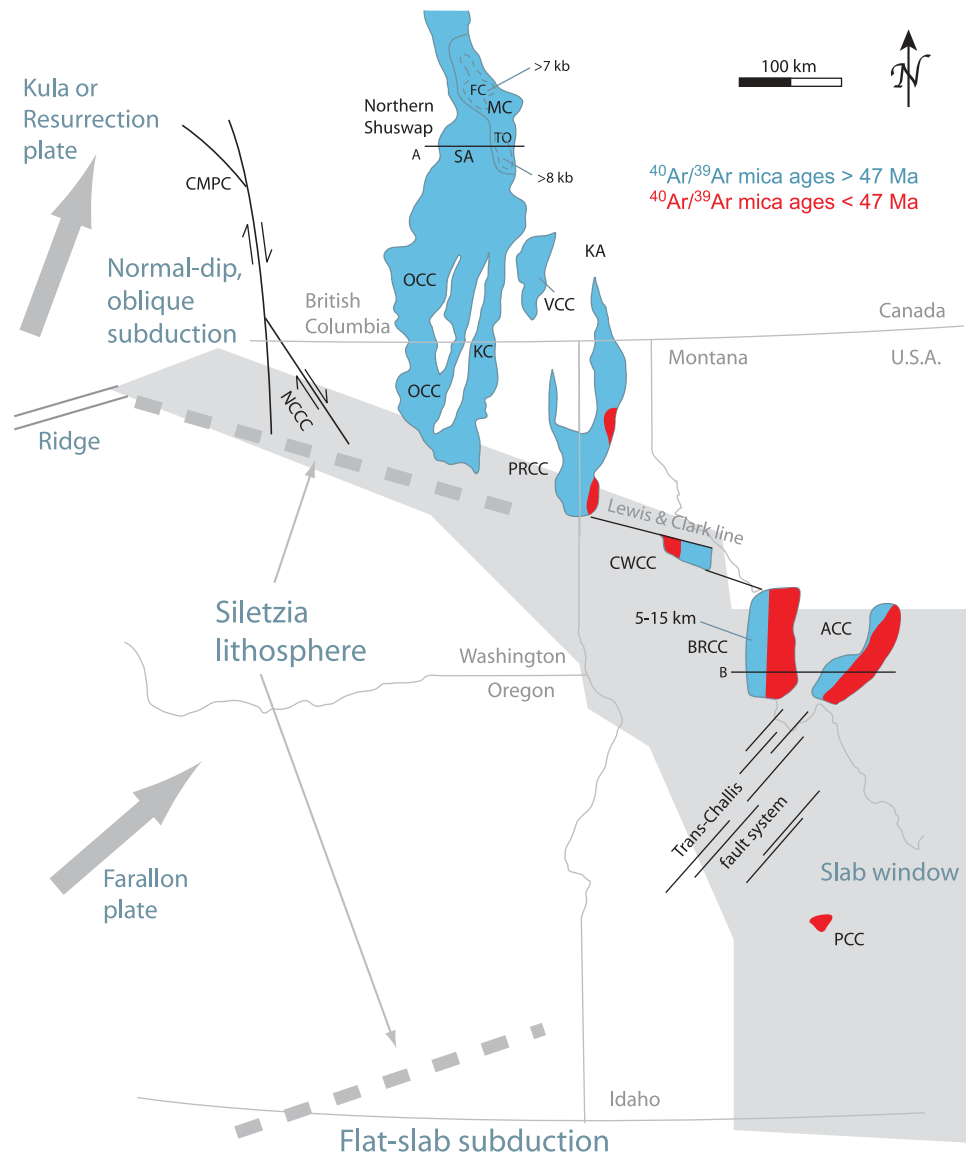 100 km
N
>7 kb
FC
MC
Northern
Shuswap
TO
A
SA
>8 kb
Kula or
Resurrection
plate
CMPC
40Ar/39Ar mica ages > 47 Ma
40Ar/39Ar mica ages < 47 Ma
Normal-dip,
oblique
subduction
OCC
KA
VCC
British
Columbia
Canada
KC
Montana
U.S.A.
OCC
NCCC
Ridge
PRCC
Lewis & Clark line
CWCC
Siletzia
lithosphere
5-15 km
BRCC
ACC
B
Washington
Oregon
Trans-Challis
fault system
Farallon
plate
Slab window
PCC
Idaho
Flat-slab subduction